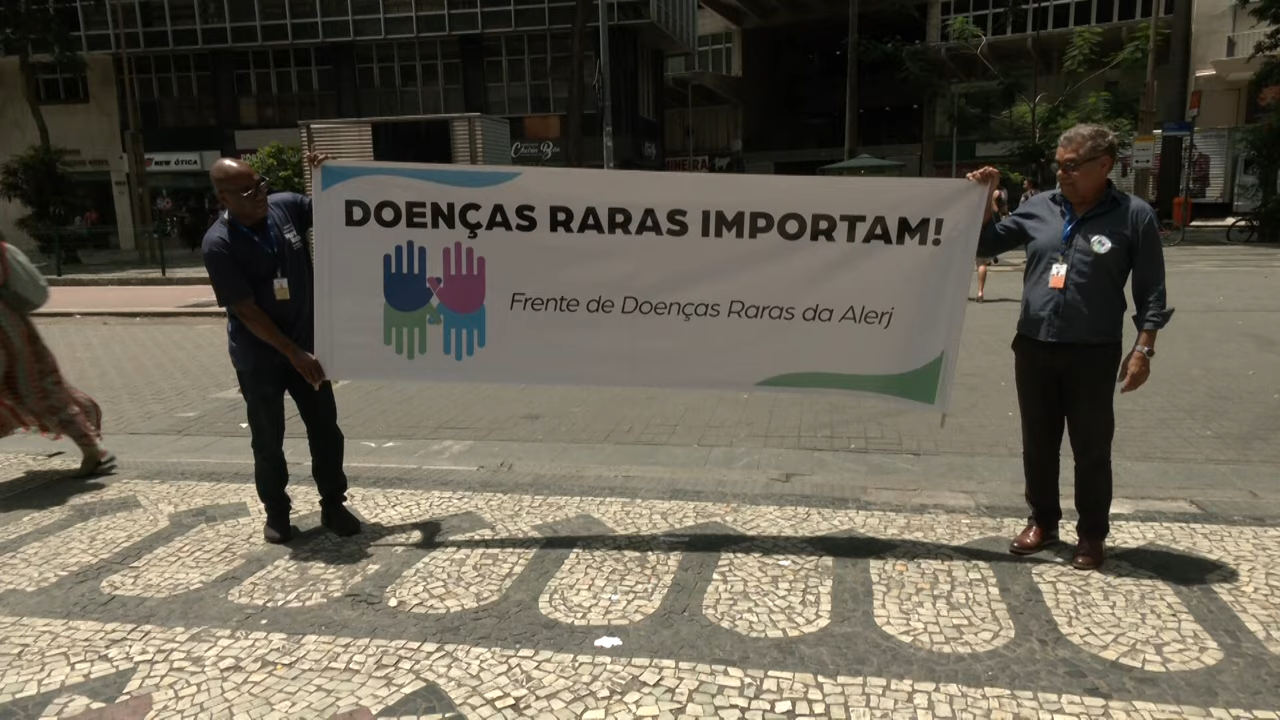 DOENÇAS RARAS IMPORTAM!
Frente de Doenças Raras da Alerj
NEW ÓTICA